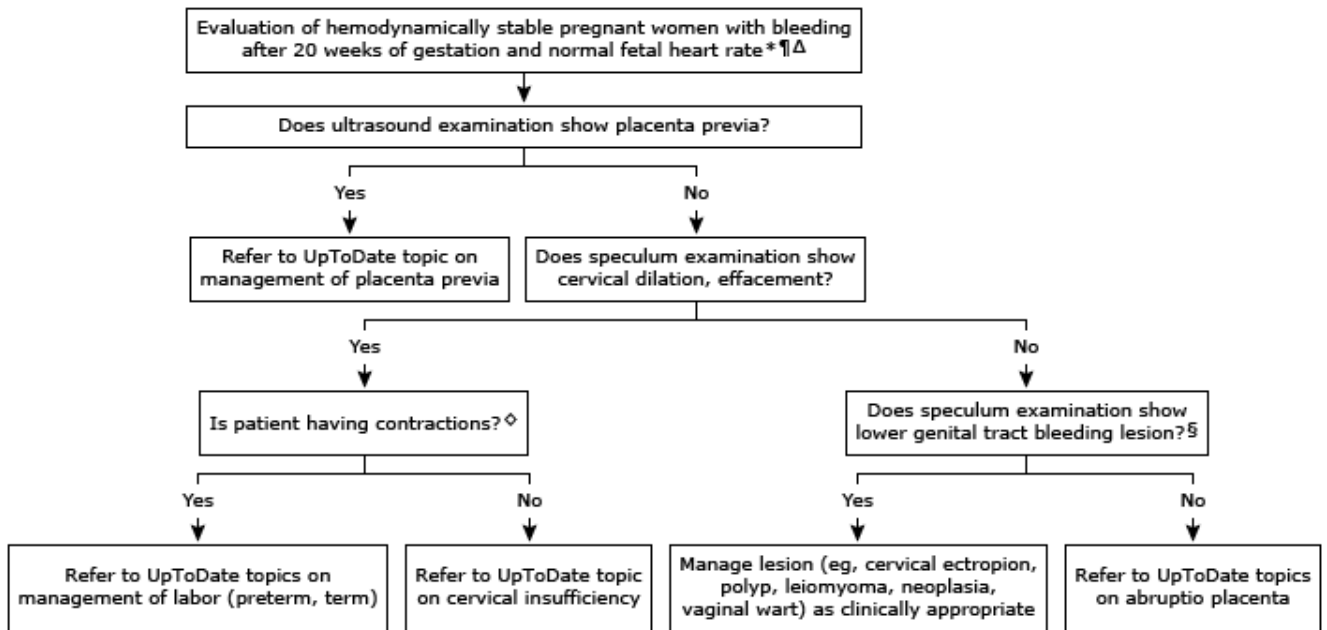 Evaluation of hemodynamically stable pregnant women with bleeding
after 20 weeks of gestation and normal fetal heart rate*¶Δ
Does ultrasound examination show placenta previa?
Yes
No
Refer to UpToDate topic on
management of placenta previa
Does speculum examination show
cervical dilation, effacement?
Yes
No
Is patient having contractions?◇
Does speculum examination show
lower genital tract bleeding lesion?§
Yes
No
Yes
No
Refer to UpToDate topics on
management of labor (preterm, term)
Refer to UpToDate topic
on cervical insufficiency
Manage lesion (eg, cervical ectropion,
polyp, leiomyoma, neoplasia,
vaginal wart) as clinically appropriate
Refer to UpToDate topics
on abruptio placenta